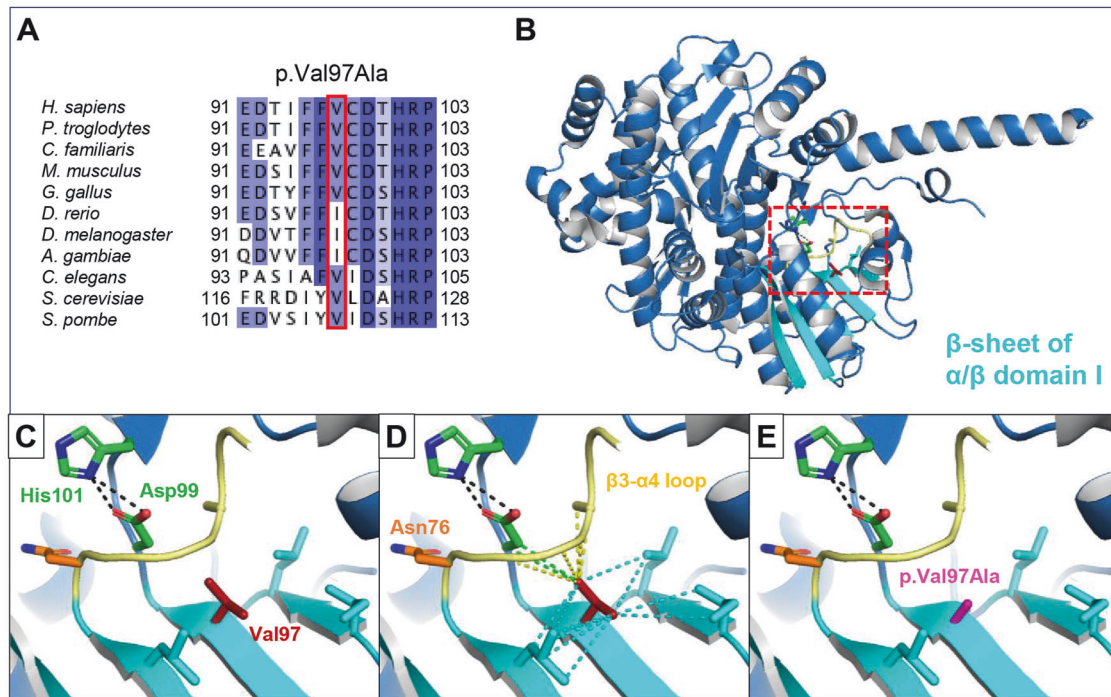 A
p.Val97Ala
H. sapiens 91 EDTIFFVCDTHRP 103
P. troglodytes 91 EDTIFFVCDTHRP 103
C. familiaris 91 EEAVFFVCDTHRP 103
M. musculus 91 EDSIFFVCDTHRP 103
G. gallus 91 EDTYFFVCDSHRP 103
D. rerio 91 EDSVFFICDTHRP 103
D. melanogaster 91 DDVTFFICDSHRP 103
A. gambiae 91 QDVVFFICDSHRP 103
C. elegans 93 PASIAFVIDSHRP 105
S. cerevisiae 116 FRRDIYVLDAHRP 128
S. pombe 101 EDVSIYVIDSHRP 113
B
β-sheet of
α/β domain I
C
His101
Asp99
Val97
D
β3-α4 loop
Asn76
E
p.Val97Ala